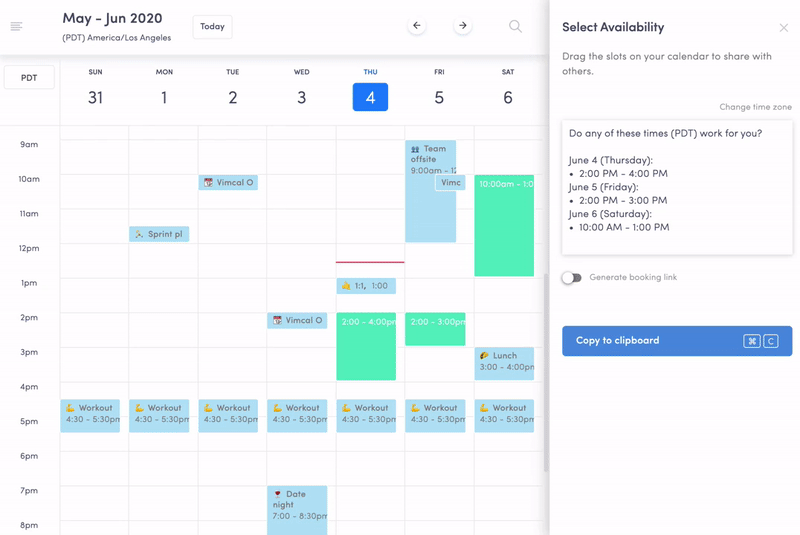 May - Jun 2020
(PDT) America/Los Angeles
Today
PDT
SUN
31
MON
1
TUE
2
WED
3
THU
4
FRI
5
SAT
6
9am
10am
11am
12pm
1pm
2pm
3pm
4pm
5pm
6pm
7pm
8pm
Team
offsite
9:00am - 12
Vimc
Vimcal O
10:00am - 1:0
Sprint pl
1:1, 1:00
Vimcal O
2:00 - 4:00pm
2:00 - 3:00pm
Lunch
3:00 - 4:00pm
Workout
4:30 - 5:30pm
Workout
4:30 - 5:30pm
Workout
4:30 - 5:30pm
Workout
4:30 - 5:30pm
Workout
4:30 - 5:30pm
Workout
4:30 - 5:30pm
Workout
4:30 - 5:30pm
Date
night
7:00 - 8:30pm
Select Availability
Drag the slots on your calendar to share with
others.
Change time zone
Do any of these times (PDT) work for you?
June 4 (Thursday):
• 2:00 PM - 4:00 PM
June 5 (Friday):
• 2:00 PM - 3:00 PM
June 6 (Saturday):
• 10:00 AM - 1:00 PM
Generate booking link
Copy to clipboard
⌘ C